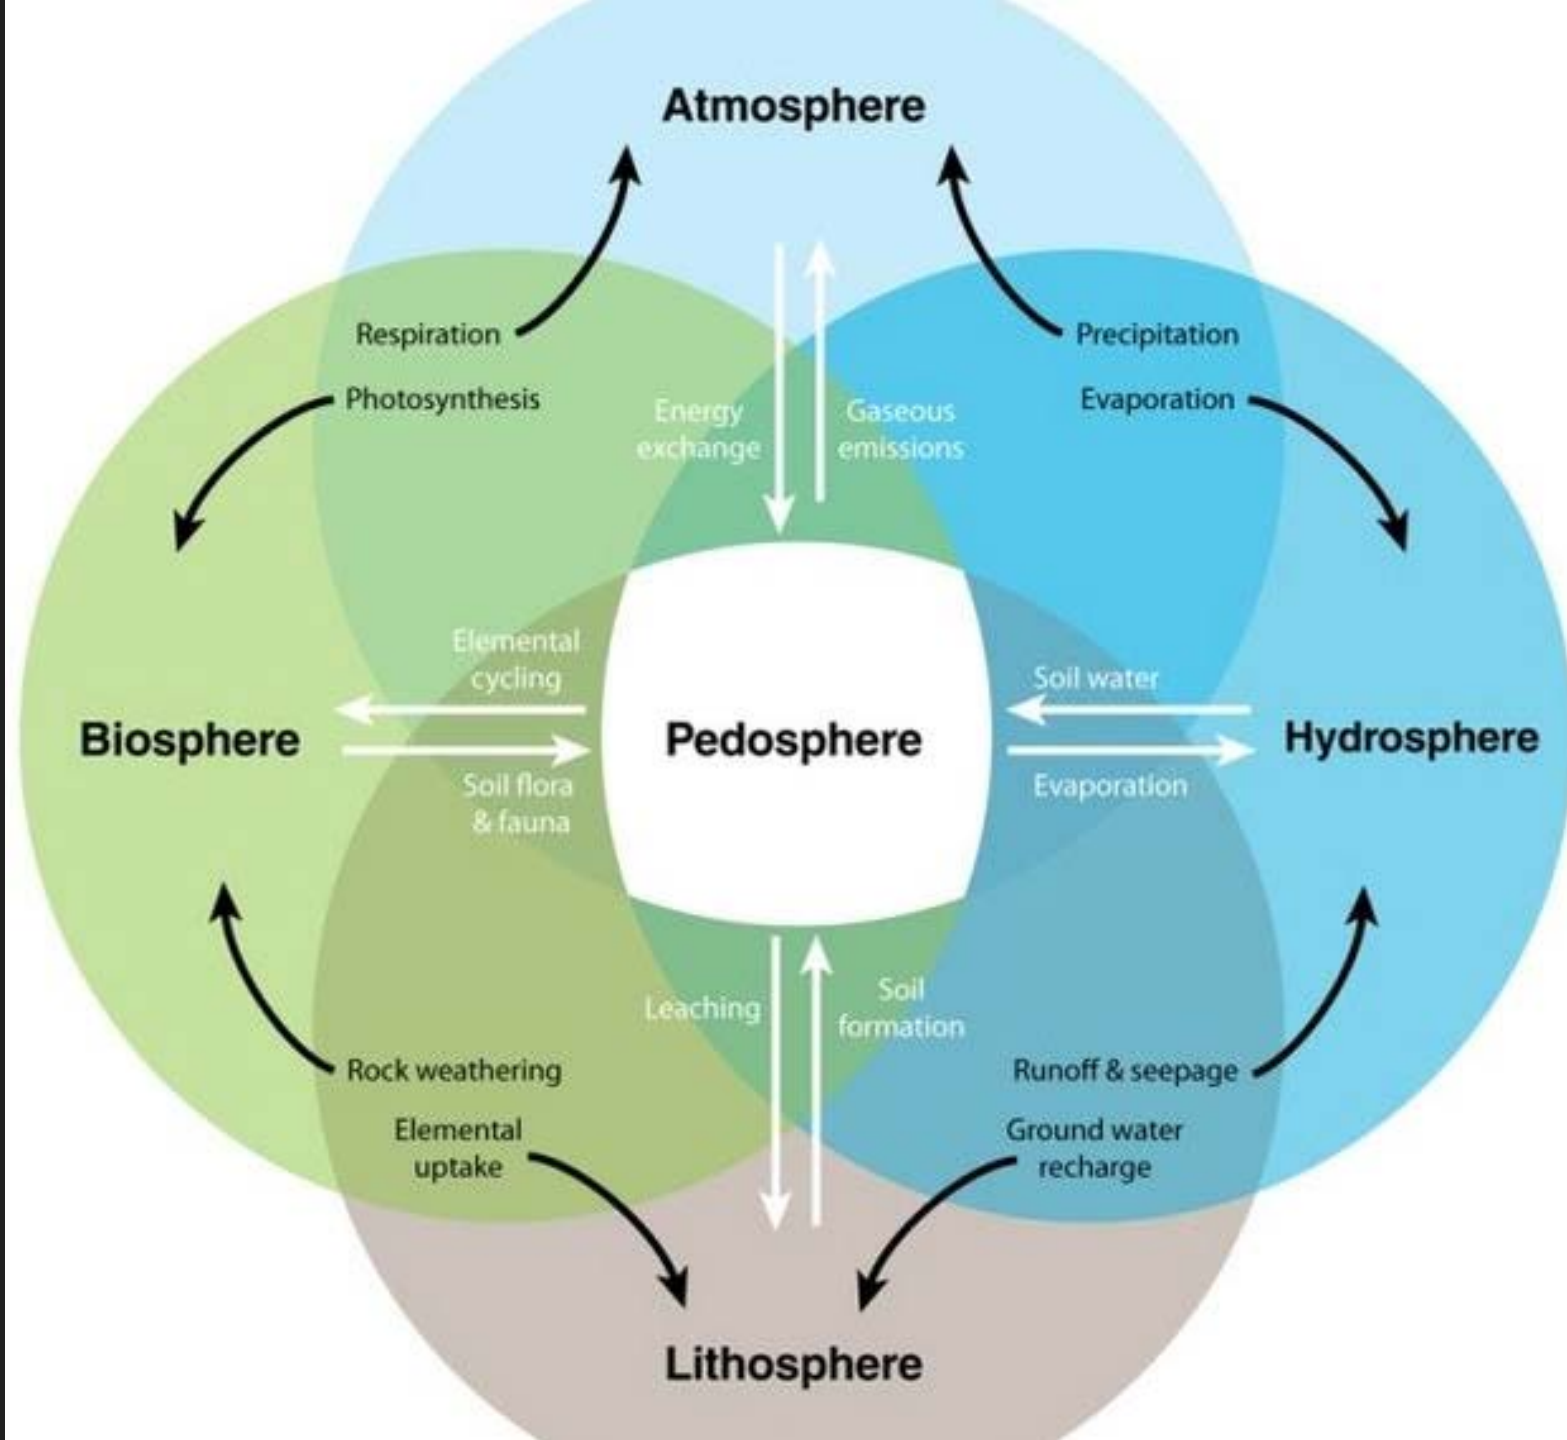 Atmosphere
Respiration
Precipitation
Photosynthesis
Evaporation
Energy
exchange
Gaseous
emissions
Elemental
cycling
Soil water
Biosphere
Pedosphere
Hydrosphere
Soil flora
& fauna
Evaporation
Leaching
Soil
formation
Rock weathering
Runoff & seepage
Elemental
uptake
Ground water
recharge
Lithosphere